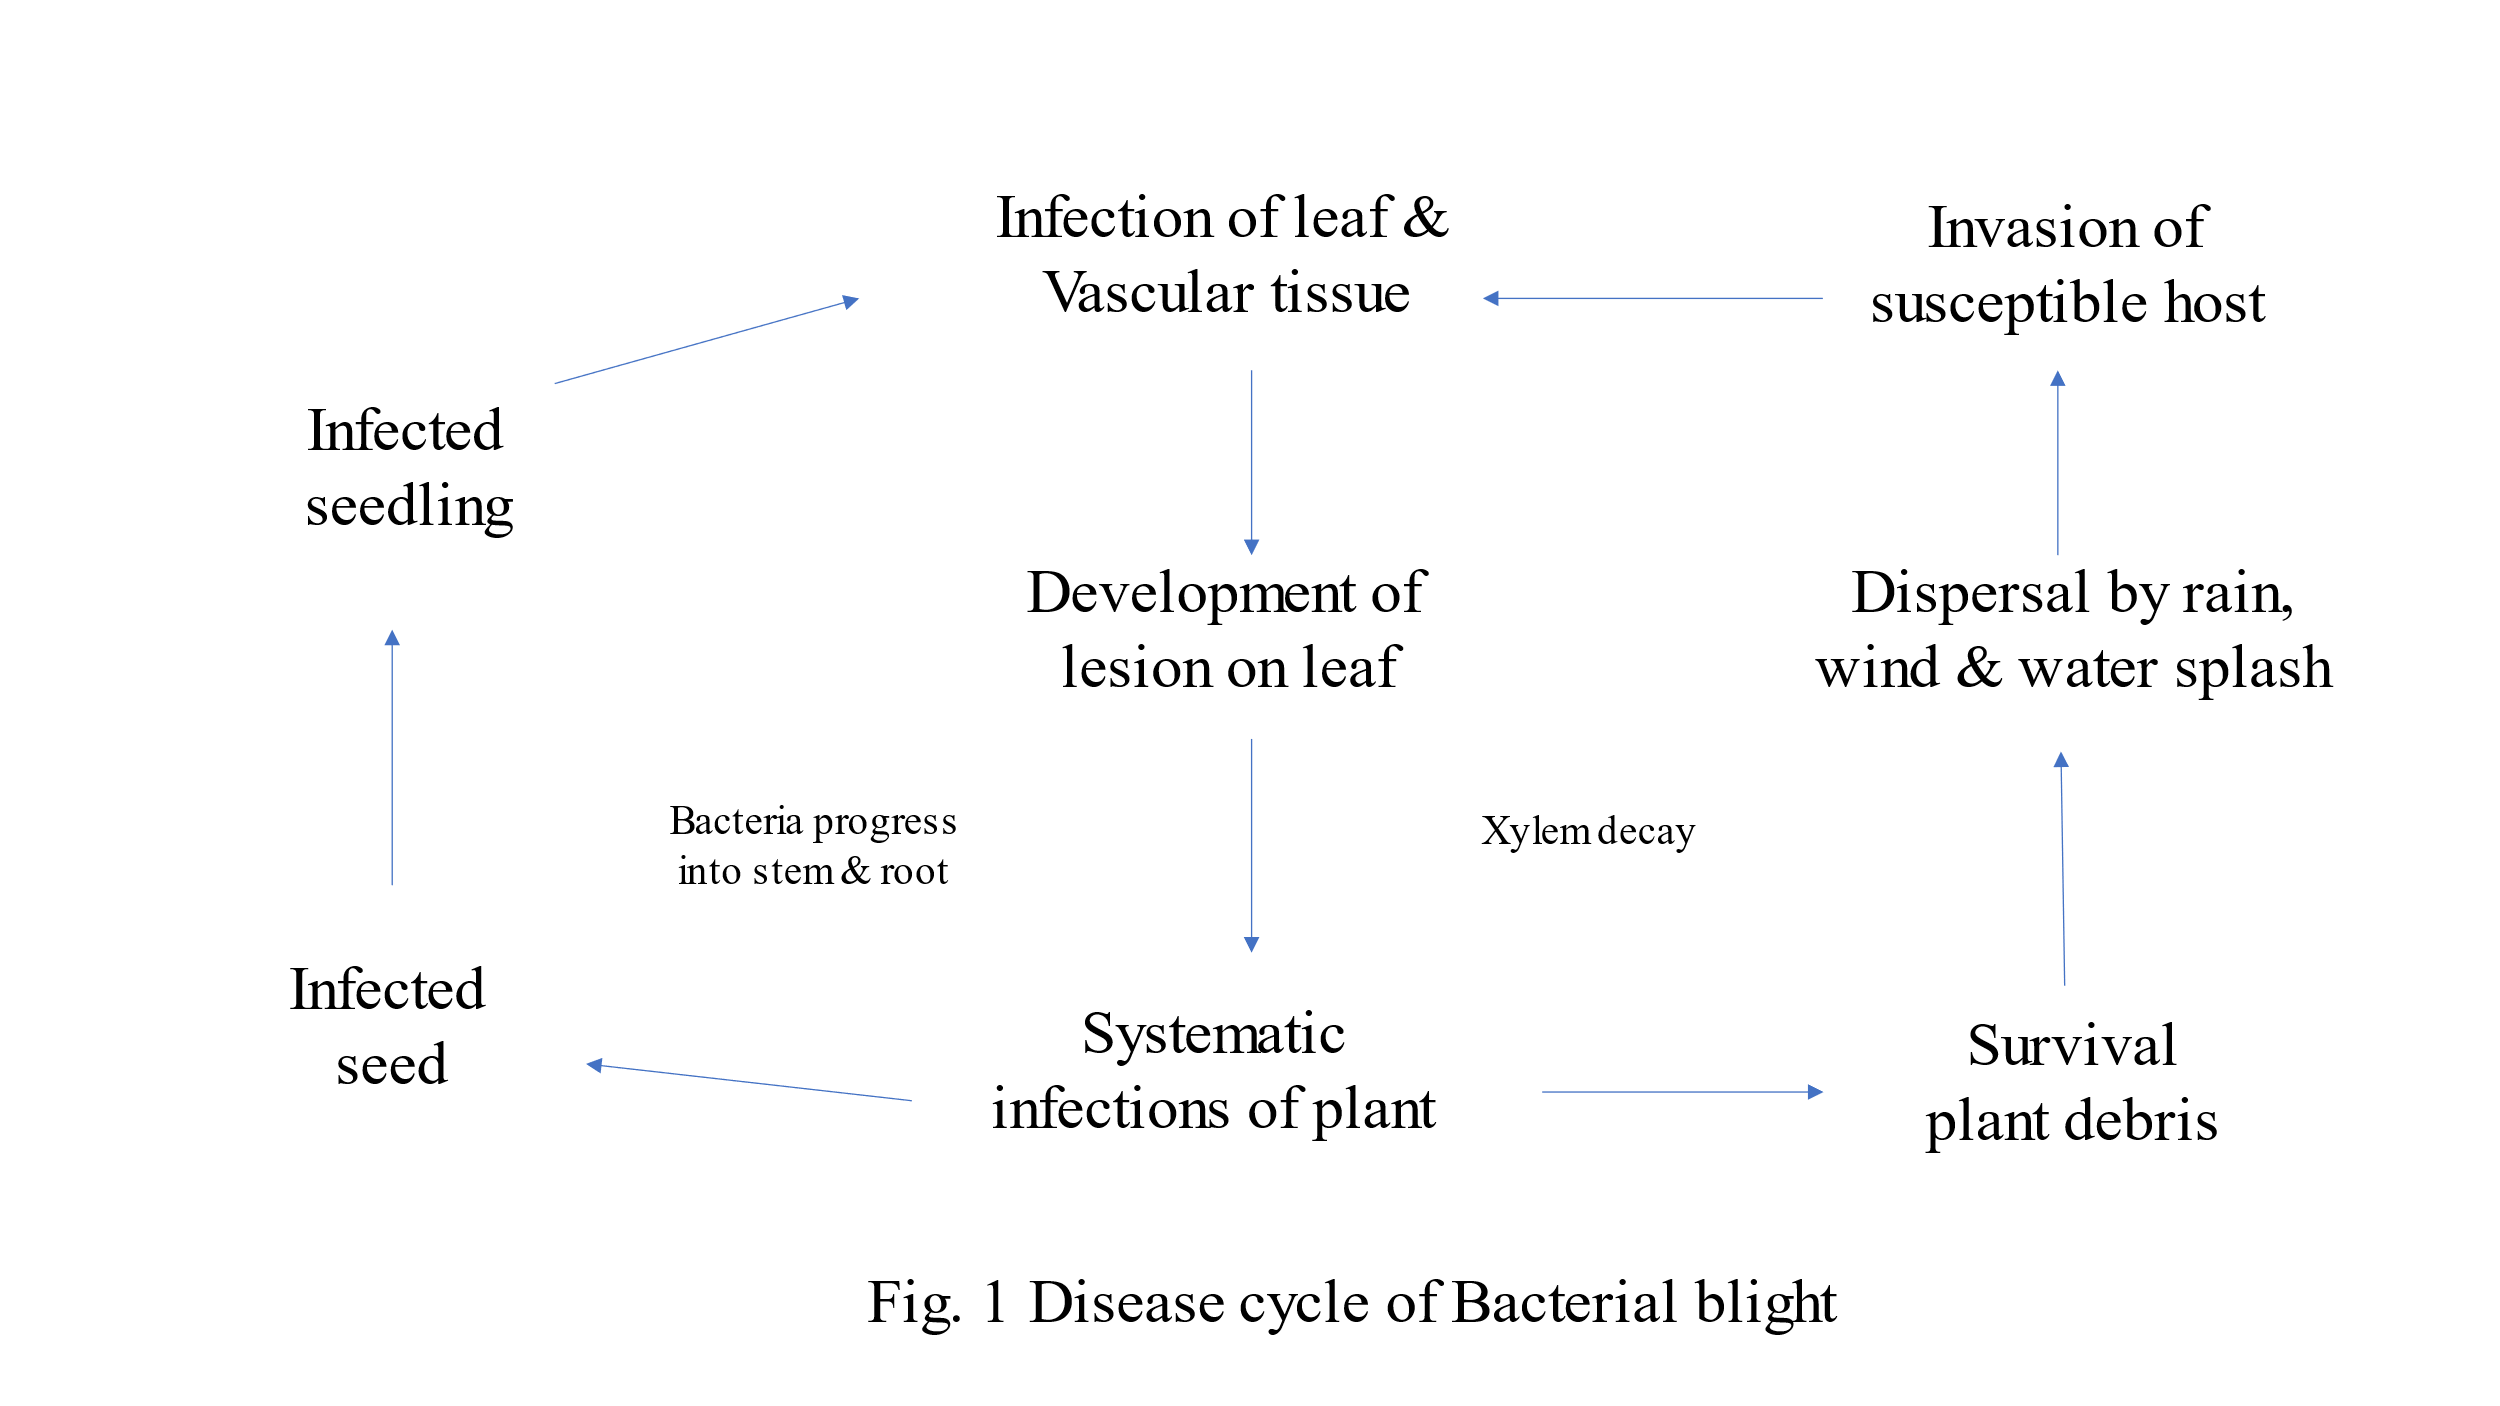 Infection of leaf &
Vascular tissue
Invasion of
susceptible host
Infected
seedling
Development of
lesion on leaf
Dispersal by rain,
wind & water splash
Bacteria progress
into stem & root
Xylem decay
Infected
seed
Systematic
infections of plant
Survival
plant debris
Fig. 1 Disease cycle of Bacterial blight